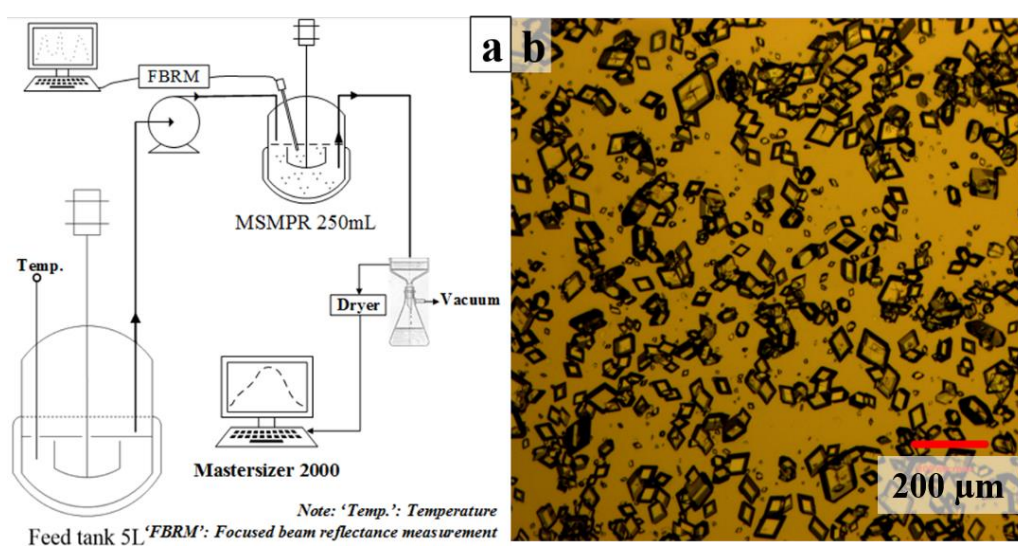 a
b
FBRM
MSMPR 250mL
Temp.
Vacuum
Dryer
Mastersizer 2000
200 μm
Note: ‘Temp.’: Temperature
Feed tank 5L
‘FBRM’: Focused beam reflectance measurement